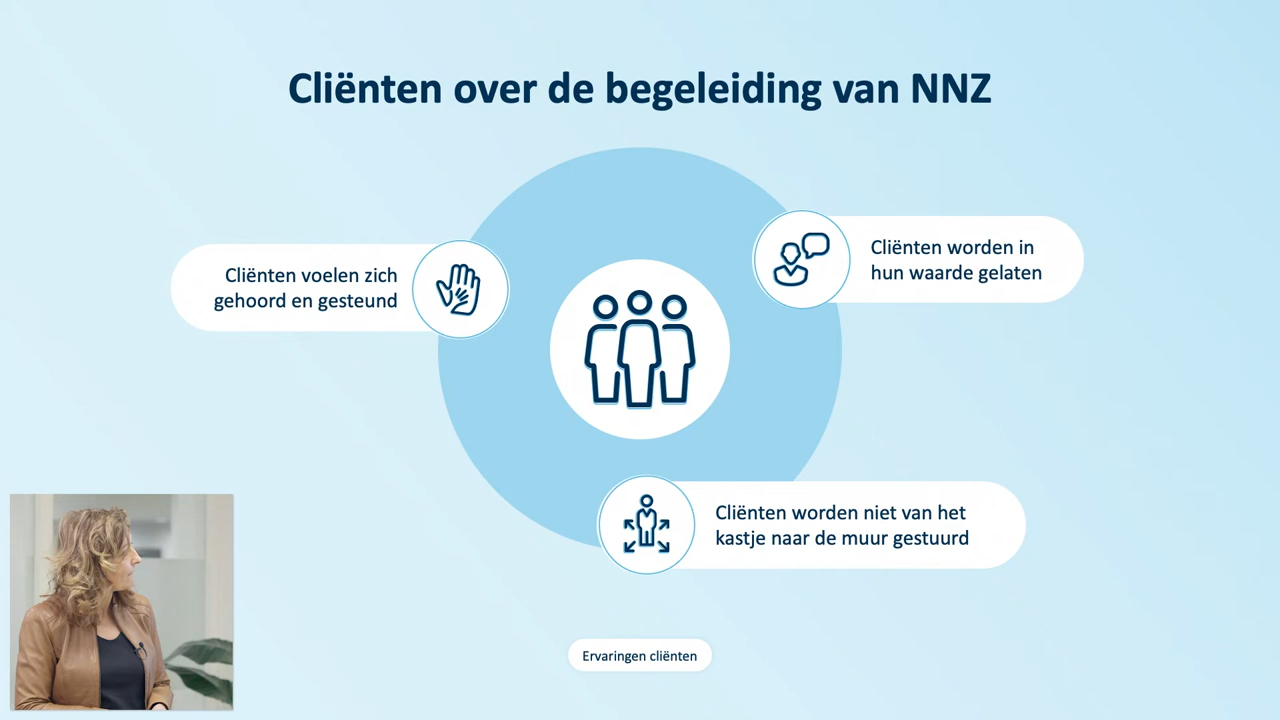 Cliënten over de begeleiding van NNZ
Cliënten voelen zich
gehoord en gesteund
Cliënten worden in
hun waarde gelaten
Cliënten worden niet van het
kastje naar de muur gestuurd
Ervaringen cliënten